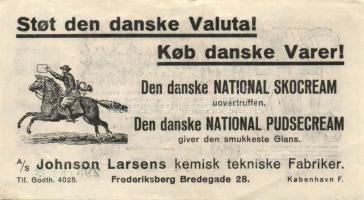 Støt den danske Valuta!
Køb danske Varer!
Den danske NATIONAL SKOCREAM
uovertruffen.
Den danske NATIONAL PUDSECREAM
giver den smukkeste Glans.
A/S Johnson Larsens kemisk tekniske Fabriker.
Tlf. Godth. 4028. Frederiksberg Bredegade 28. København F.